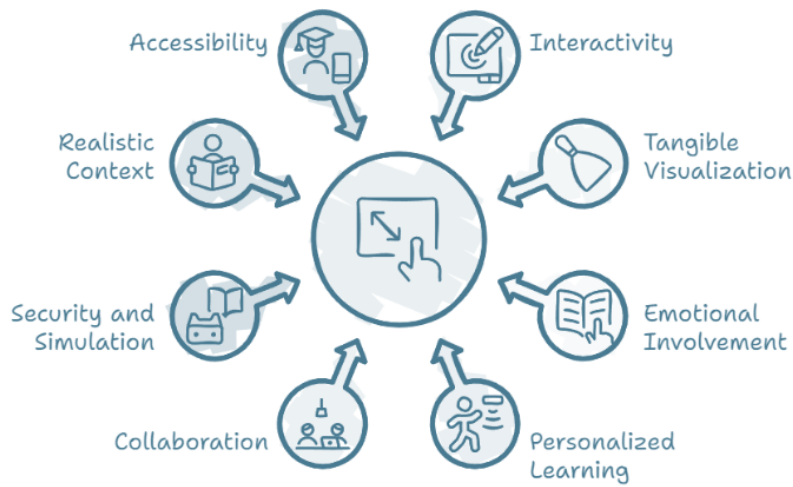 Accessibility
Interactivity
Realistic
Context
Tangible
Visualization
Security and
Simulation
Emotional
Involvement
Collaboration
Personalized
Learning